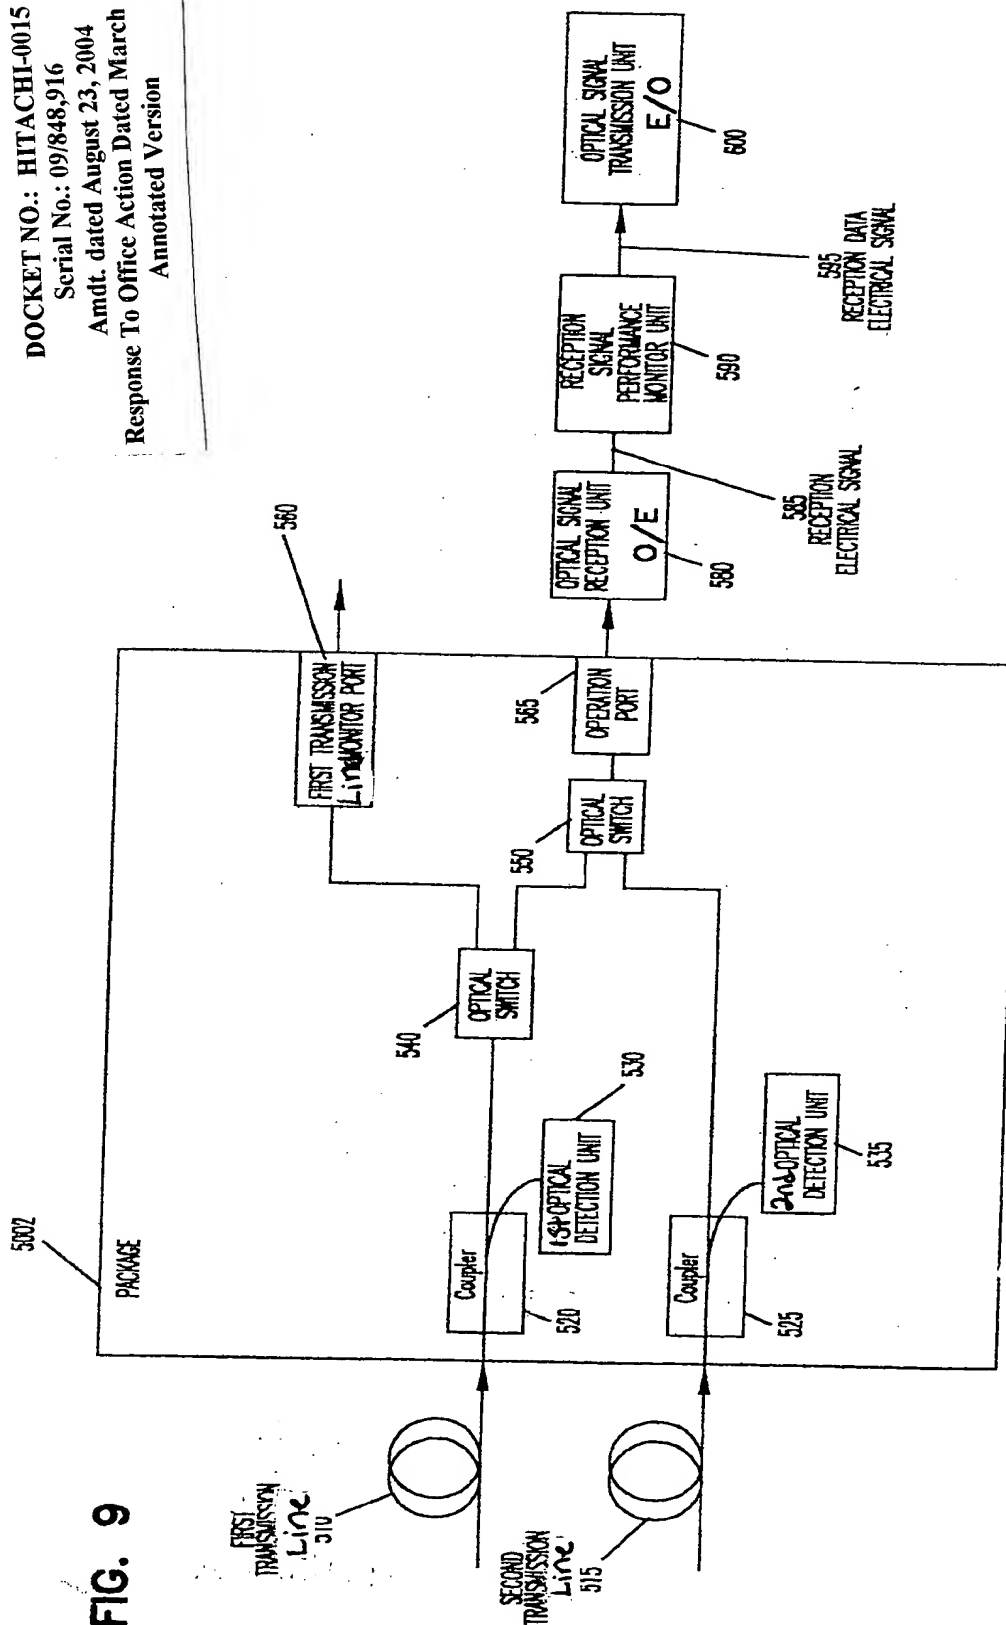 DOCKET NO.: HITACHI-0015
Serial No.: 09/848,916
Amdt. dated August 23, 2004
Response To Office Action Dated March
Annotated Version
FIG. 9
5002
PACKAGE
FIRST
TRANSMISSION
Line
510
SECOND
TRANSMISSION
Line
515
Coupler
520
1st OPTICAL
DETECTION UNIT
530
Coupler
525
2nd OPTICAL
DETECTION UNIT
535
540
OPTICAL
SWITCH
550
OPTICAL
SWITCH
560
FIRST TRANSMISSION
Line MONITOR PORT
565
OPERATION
PORT
OPTICAL SIGNAL
RECEPTION UNIT
O/E
580
585
RECEPTION
ELECTRICAL SIGNAL
RECEPTION
SIGNAL
PERFORMANCE
MONITOR UNIT
590
595
RECEPTION DATA
ELECTRICAL SIGNAL
OPTICAL SIGNAL
TRANSMISSION UNIT
E/O
600